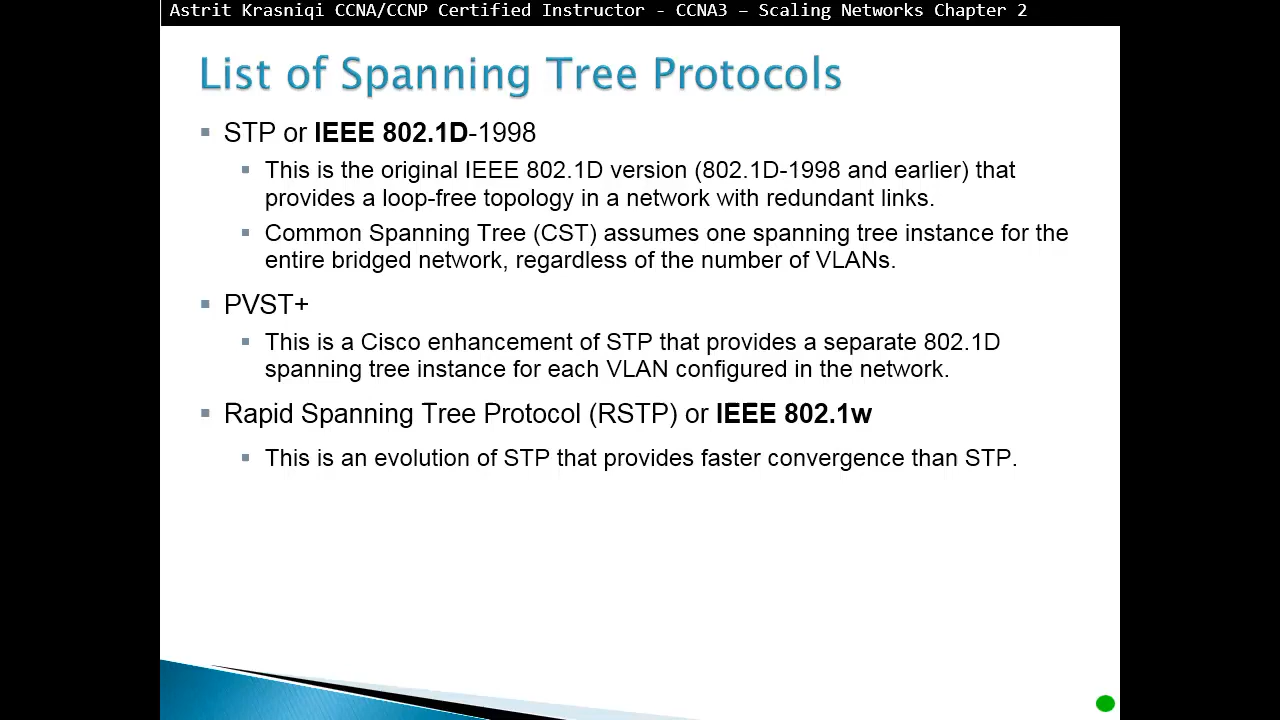 Astrit Krasniqi CCNA/CCNP Certified Instructor - CCNA3 – Scaling Networks Chapter 2
List of Spanning Tree Protocols
STP or IEEE 802.1D-1998
This is the original IEEE 802.1D version (802.1D-1998 and earlier) that
provides a loop-free topology in a network with redundant links.
Common Spanning Tree (CST) assumes one spanning tree instance for the
entire bridged network, regardless of the number of VLANs.
PVST+
This is a Cisco enhancement of STP that provides a separate 802.1D
spanning tree instance for each VLAN configured in the network.
Rapid Spanning Tree Protocol (RSTP) or IEEE 802.1w
This is an evolution of STP that provides faster convergence than STP.